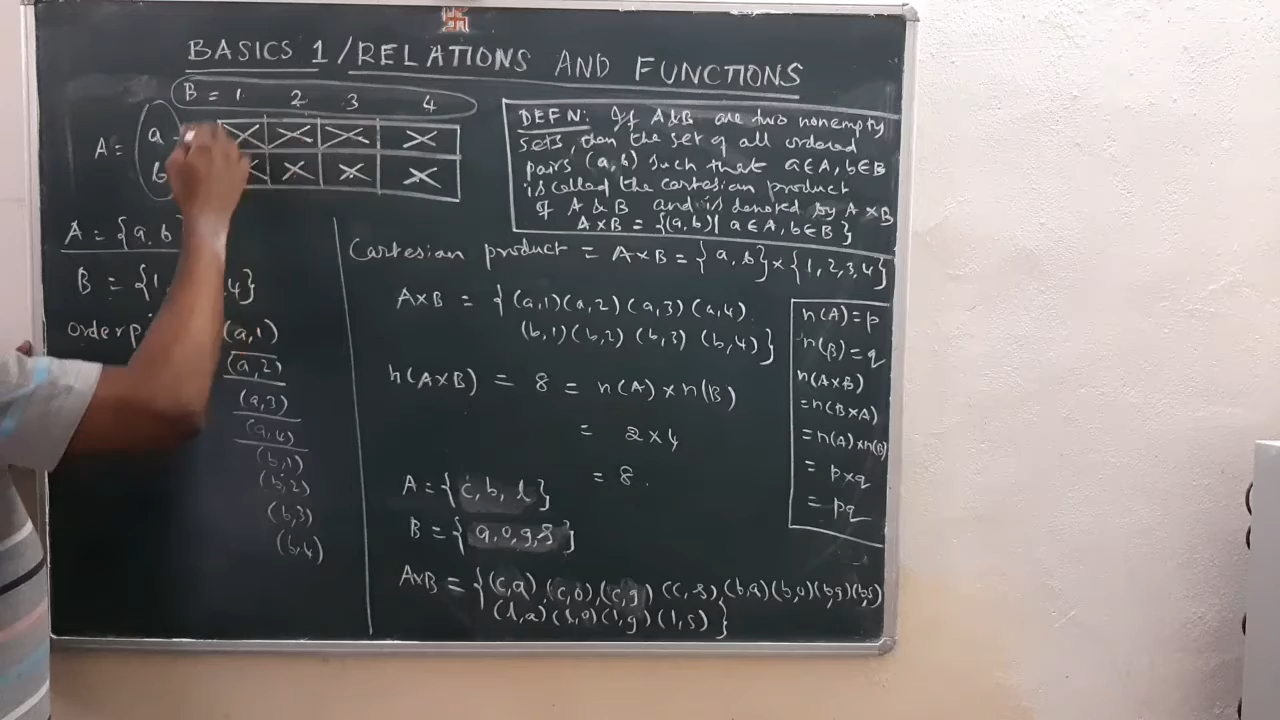 BASICS 1 / RELATIONS AND FUNCTIONS
B = 1 2 3 4
A = a
b
A = {a, b
B = {1, 4}
Order p (a,1)
(a,2)
(a,3)
(a,4)
(b,1)
(b,2)
(b,3)
(b,4)
DEFN: If A&B are two nonempty
sets, then the set of all ordered
pairs (a,b) such that a∈A, b∈B
is called the cartesian product
of A & B and is denoted by A×B
A×B = {(a,b)| a∈A, b∈B}
Cartesian product = A×B = {a,b}×{1,2,3,4}
A×B = {(a,1)(a,2)(a,3)(a,4)
(b,1)(b,2)(b,3)(b,4)}
n(A×B) = 8 = n(A)×n(B)
= 2×4
= 8.
A = {c, b, l}
B = {a,o,g,s}
A×B = {(c,a),(c,o),(c,g)(c,s),(b,a)(b,o)(b,g)(b,s)
(l,a)(l,o)(l,g)(l,s)}
n(A)=p
n(B)=q
n(A×B)
=n(B×A)
=n(A)×n(B)
= p×q
= pq